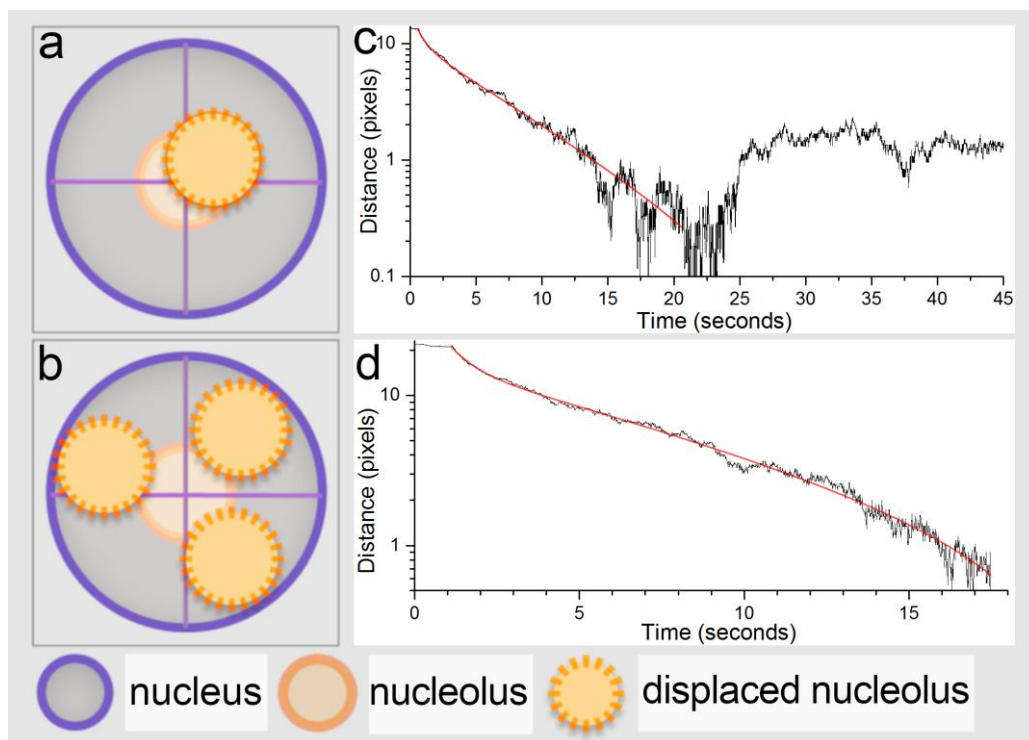 a
c
10
1
0.1
Distance (pixels)
0 5 10 15 20 25 30 35 40 45
Time (seconds)
b
d
10
1
Distance (pixels)
0 5 10 15
Time (seconds)
nucleus nucleolus displaced nucleolus